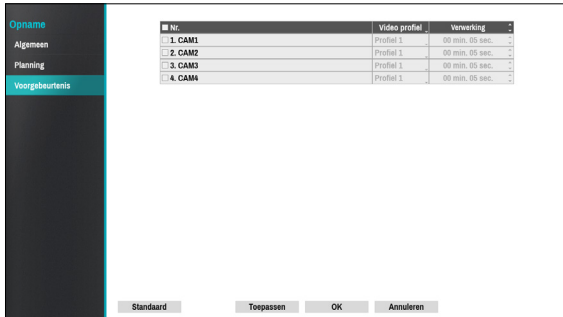 Opname
Algemeen
Planning
Voorgebeurtenis
Nr. Video profiel Verwerking
1. CAM1 Profiel 1 00 min. 05 sec.
2. CAM2 Profiel 1 00 min. 05 sec.
3. CAM3 Profiel 1 00 min. 05 sec.
4. CAM4 Profiel 1 00 min. 05 sec.
Standaard Toepassen OK Annuleren